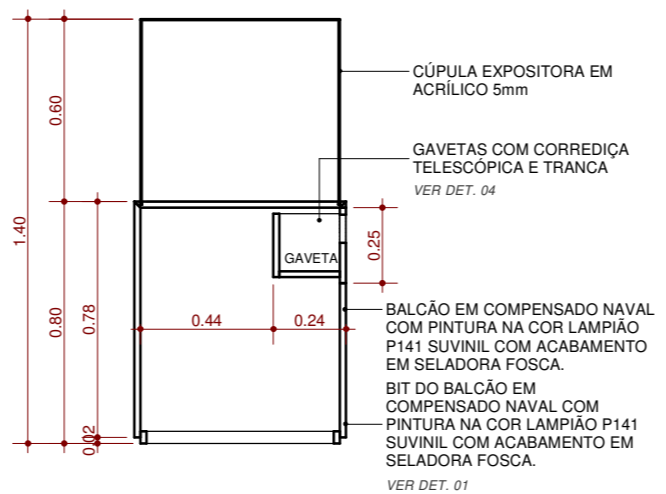 CÚPULA EXPOSITORA EM
ACRÍLICO 5mm
GAVETAS COM CORREDIÇA
TELESCÓPICA E TRANCA
VER DET. 04
0.60
1.40
0.80
0.78
0.02
GAVETA
0.25
0.44
0.24
BALCÃO EM COMPENSADO NAVAL
COM PINTURA NA COR LAMPIÃO
P141 SUVINIL COM ACABAMENTO
EM SELADORA FOSCA.
BIT DO BALCÃO EM
COMPENSADO NAVAL COM
PINTURA NA COR LAMPIÃO P141
SUVINIL COM ACABAMENTO EM
SELADORA FOSCA.
VER DET. 01